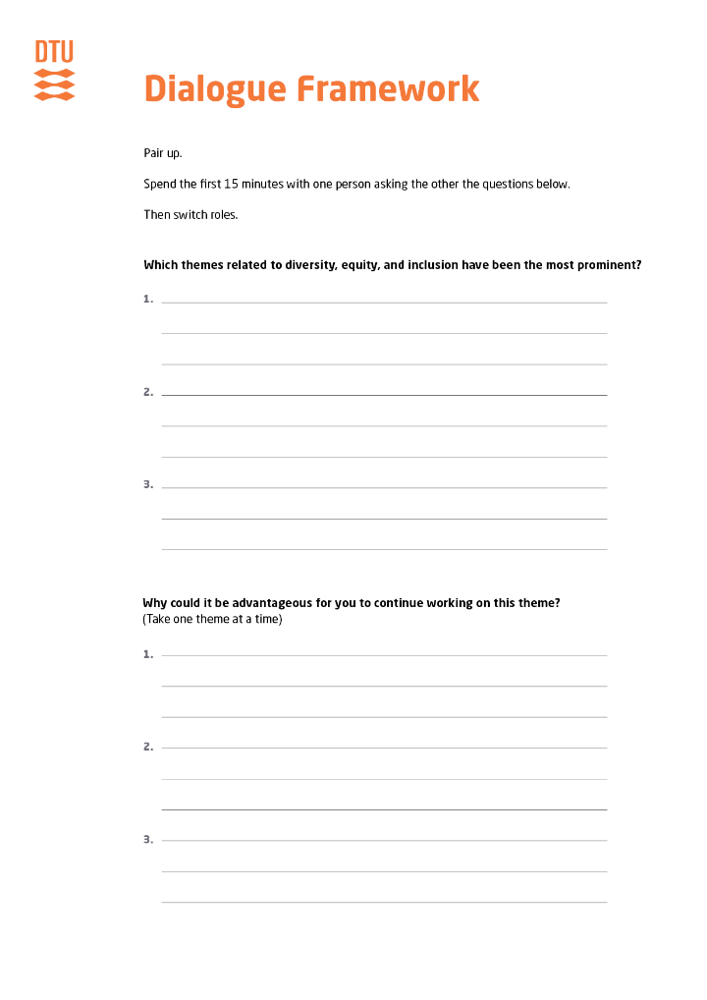 DTU
Dialogue Framework
Pair up.
Spend the first 15 minutes with one person asking the other the questions below.
Then switch roles.
Which themes related to diversity, equity, and inclusion have been the most prominent?
1.
2.
3.
Why could it be advantageous for you to continue working on this theme?
(Take one theme at a time)
1.
2.
3.